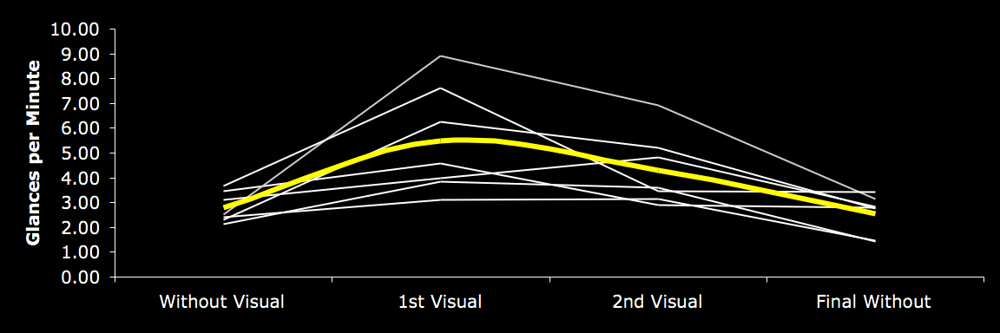 Glances per Minute
10.00
9.00
8.00
7.00
6.00
5.00
4.00
3.00
2.00
1.00
0.00
Without Visual
1st Visual
2nd Visual
Final Without